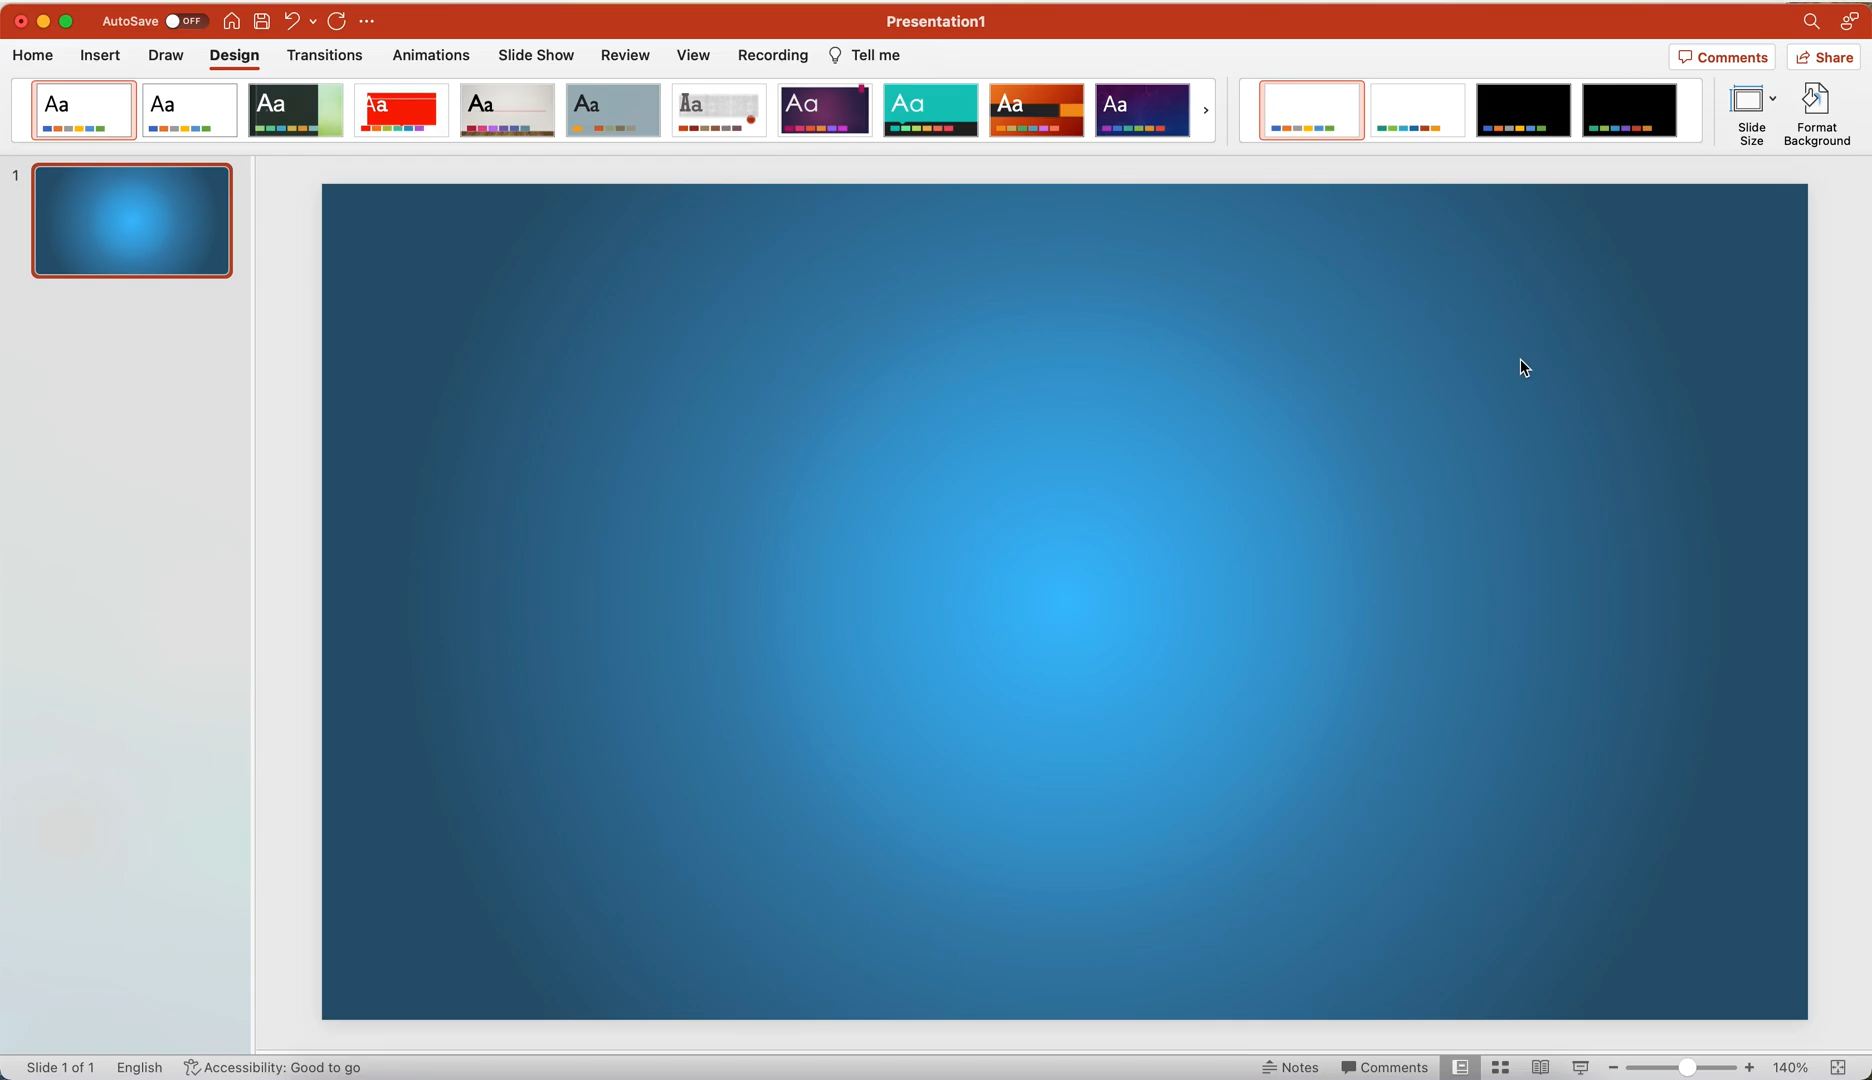 AutoSave OFF Presentation1
Home Insert Draw Design Transitions Animations Slide Show Review View Recording Tell me Comments Share
Aa Aa Aa Aa Aa Aa Aa Aa Aa Aa Aa
Slide
Size
Format
Background
1
Slide 1 of 1 English Accessibility: Good to go Notes Comments 140%